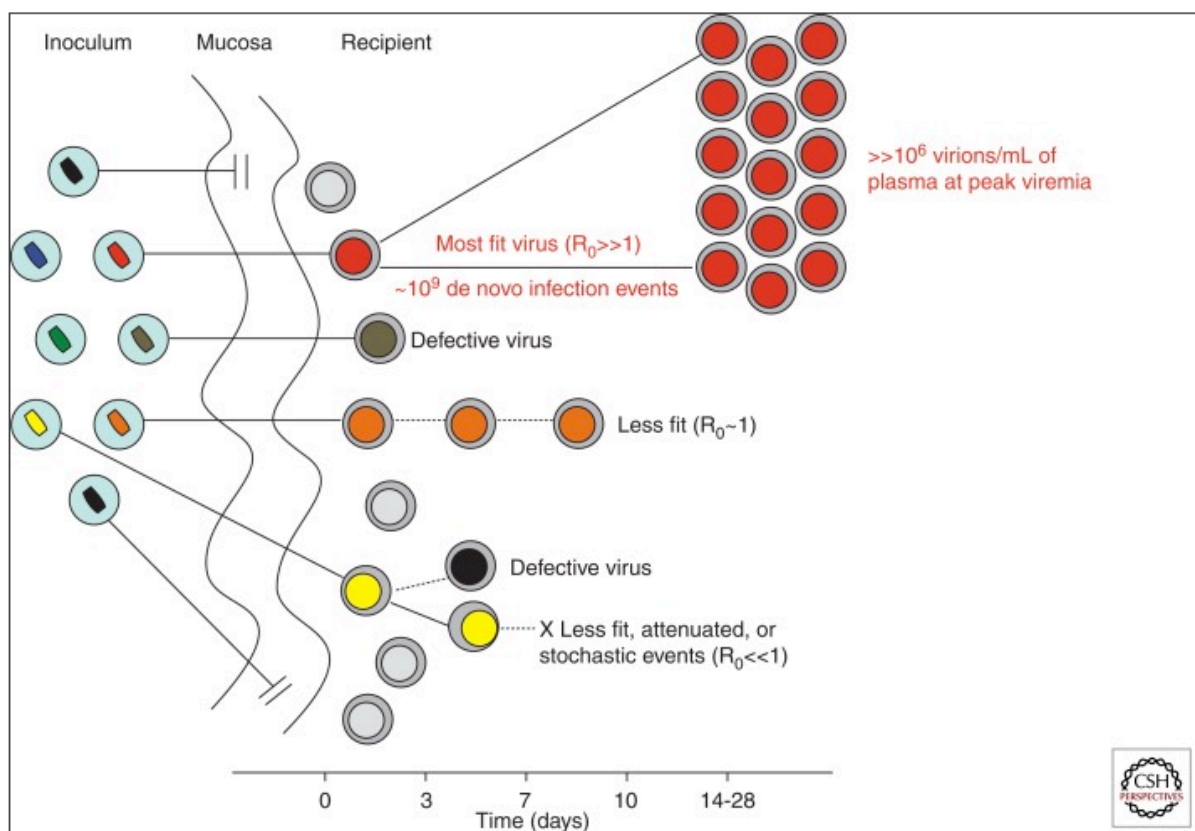 Inoculum
Mucosa
Recipient
>>10⁶ virions/mL of
plasma at peak viremia
Most fit virus (R₀>>1)
~10⁹ de novo infection events
Defective virus
Less fit (R₀~1)
Defective virus
X Less fit, attenuated, or
stochastic events (R₀<<1)
0 3 7 10 14-28
Time (days)
CSH
PERSPECTIVES